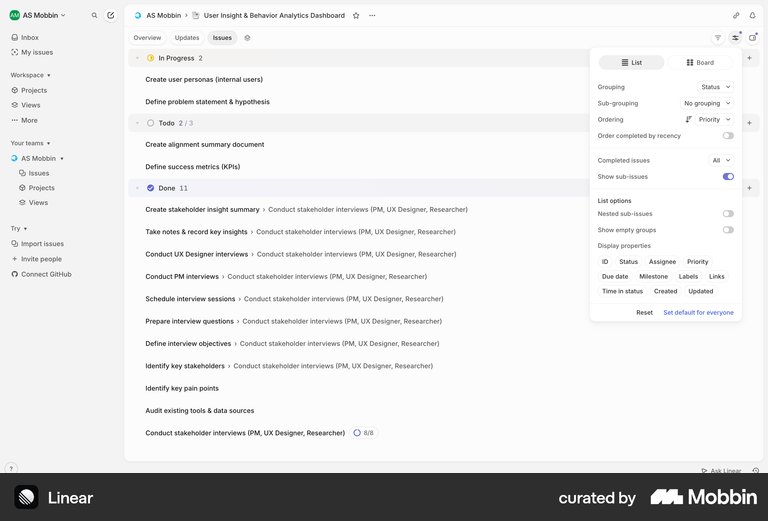 AM AS Mobbin
Inbox
My issues
Workspace
Projects
Views
More
Your teams
AS Mobbin
Issues
Projects
Views
Try
Import issues
Invite people
Connect GitHub
AS Mobbin › User Insight & Behavior Analytics Dashboard
Overview Updates Issues
In Progress 2
Create user personas (internal users)
Define problem statement & hypothesis
Todo 2 / 3
Create alignment summary document
Define success metrics (KPIs)
Done 11
Create stakeholder insight summary › Conduct stakeholder interviews (PM, UX Designer, Researcher)
Take notes & record key insights › Conduct stakeholder interviews (PM, UX Designer, Researcher)
Conduct UX Designer interviews › Conduct stakeholder interviews (PM, UX Designer, Researcher)
Conduct PM interviews › Conduct stakeholder interviews (PM, UX Designer, Researcher)
Schedule interview sessions › Conduct stakeholder interviews (PM, UX Designer, Researcher)
Prepare interview questions › Conduct stakeholder interviews (PM, UX Designer, Researcher)
Define interview objectives › Conduct stakeholder interviews (PM, UX Designer, Researcher)
Identify key stakeholders › Conduct stakeholder interviews (PM, UX Designer, Researcher)
Identify key pain points
Audit existing tools & data sources
Conduct stakeholder interviews (PM, UX Designer, Researcher) 8/8
List Board
Grouping Status
Sub-grouping No grouping
Ordering Priority
Order completed by recency
Completed issues All
Show sub-issues
List options
Nested sub-issues
Show empty groups
Display properties
ID Status Assignee Priority
Due date Milestone Labels Links
Time in status Created Updated
Reset Set default for everyone
?
Ask Linear
Linear
curated by Mobbin